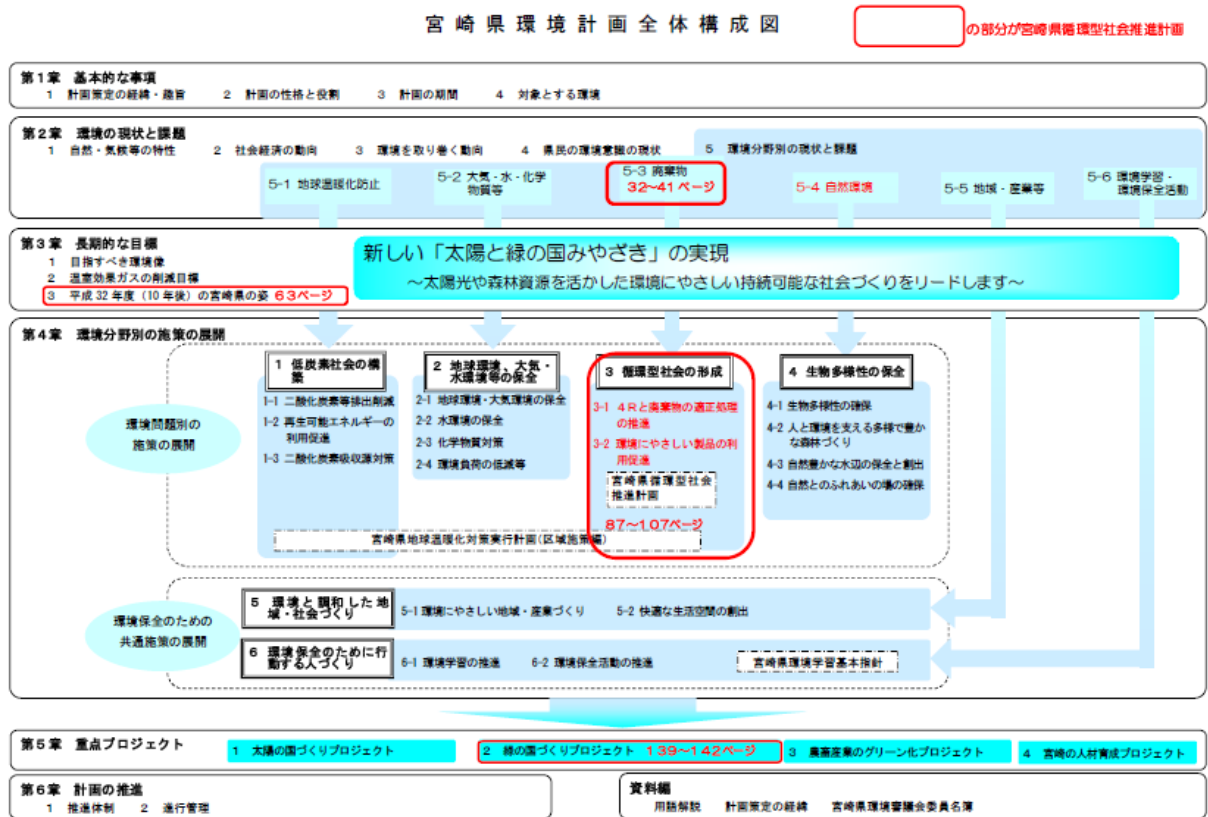 宮崎県環境計画全体構成図
の部分が宮崎県循環型社会推進計画
第1章 基本的な事項
1 計画策定の経緯・趣旨 2 計画の性格と役割 3 計画の期間 4 対象とする環境
第2章 環境の現状と課題
1 自然・気候等の特性 2 社会経済の動向 3 環境を取り巻く動向 4 県民の環境意識の現状 5 環境分野別の現状と課題
5-1 地球温暖化防止
5-2 大気・水・化学
物質等
5-3 廃棄物
32~41ページ
5-4 自然環境
5-5 地域・産業等
5-6 環境学習・
環境保全活動
第3章 長期的な目標
1 目指すべき環境像
2 温室効果ガスの削減目標
3 平成32年度(10年後)の宮崎県の姿 63ページ
新しい「太陽と緑の国みやざき」の実現
~太陽光や森林資源を活かした環境にやさしい持続可能な社会づくりをリードします~
第4章 環境分野別の施策の展開
環境問題別の
施策の展開
1 低炭素社会の構
築
1-1 二酸化炭素等排出削減
1-2 再生可能エネルギーの
利用促進
1-3 二酸化炭素吸収源対策
2 地球環境、大気・
水環境等の保全
2-1 地球環境・大気環境の保全
2-2 水環境の保全
2-3 化学物質対策
2-4 環境負荷の低減等
3 循環型社会の形成
3-1 4Rと廃棄物の適正処理
の推進
3-2 環境にやさしい製品の利
用促進
宮崎県循環型社会
推進計画
87~107ページ
4 生物多様性の保全
4-1 生物多様性の確保
4-2 人と環境を支える多様で豊か
な森林づくり
4-3 自然豊かな水辺の保全と創出
4-4 自然とのふれあいの場の確保
宮崎県地球温暖化対策実行計画(区域施策編)
環境保全のための
共通施策の展開
5 環境と調和した地
域・社会づくり
5-1 環境にやさしい地域・産業づくり 5-2 快適な生活空間の創出
6 環境保全のために行
動する人づくり
6-1 環境学習の推進 6-2 環境保全活動の推進 宮崎県環境学習基本指針
第5章 重点プロジェクト
1 太陽の国づくりプロジェクト
2 緑の国づくりプロジェクト 139~142ページ
3 農畜産業のグリーン化プロジェクト
4 宮崎の人材育成プロジェクト
第6章 計画の推進
1 推進体制 2 進行管理
資料編
用語解説 計画策定の経緯 宮崎県環境審議会委員名簿